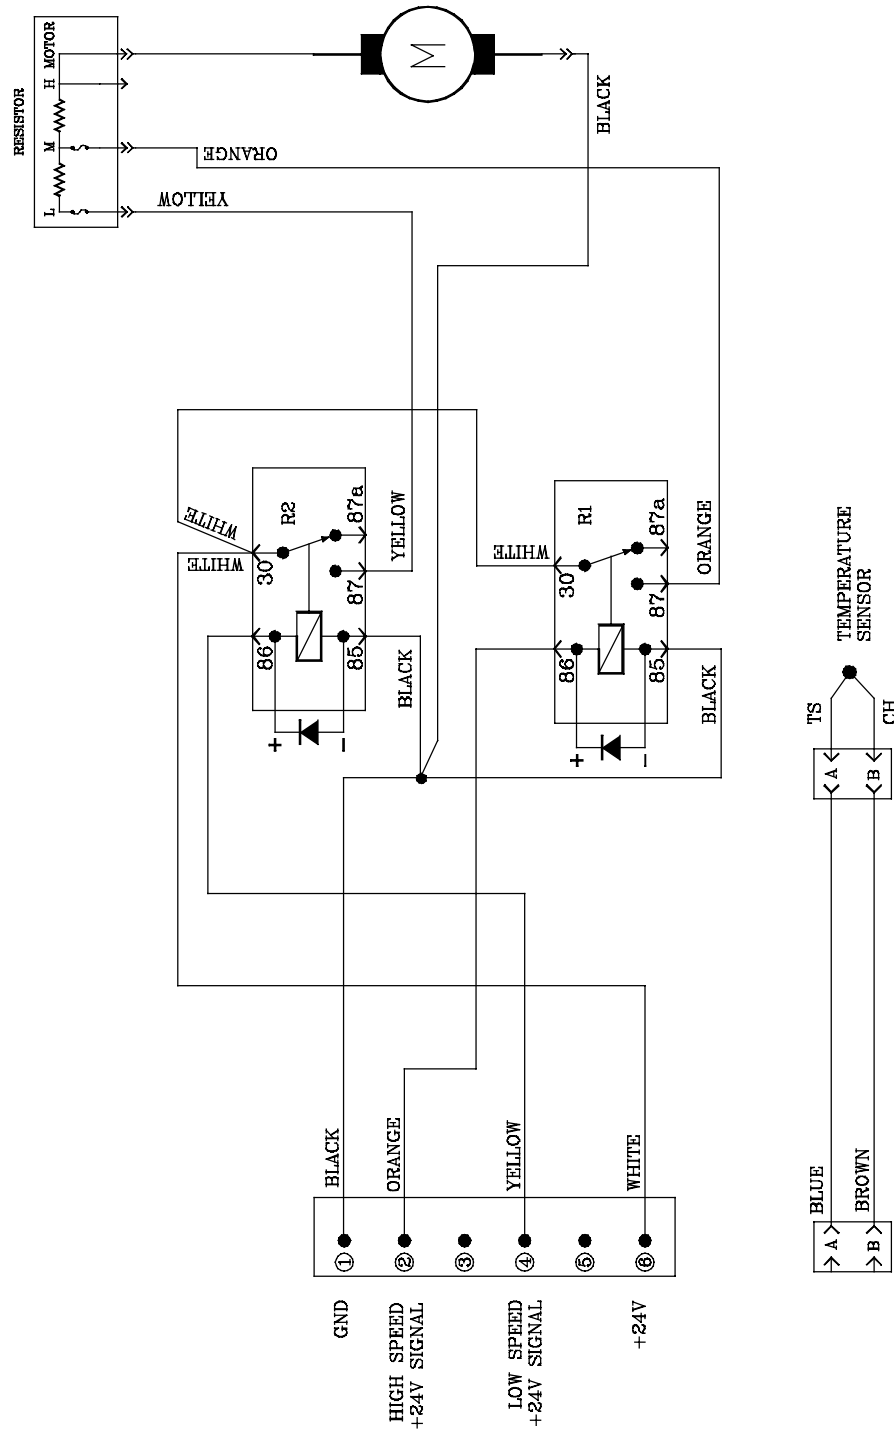 RESISTOR
MOTOR
H
M
L
M
BLACK
ORANGE
YELLOW
WHITE
WHITE
R2
30
87a
87
86
85
YELLOW
BLACK
+
-
WHITE
R1
30
87a
87
86
85
ORANGE
BLACK
+
-
TEMPERATURE
SENSOR
TS
CH
A
B
BLACK
ORANGE
YELLOW
WHITE
BLUE
BROWN
1
2
3
4
5
6
A
B
GND
HIGH SPEED
+24V SIGNAL
LOW SPEED
+24V SIGNAL
+24V